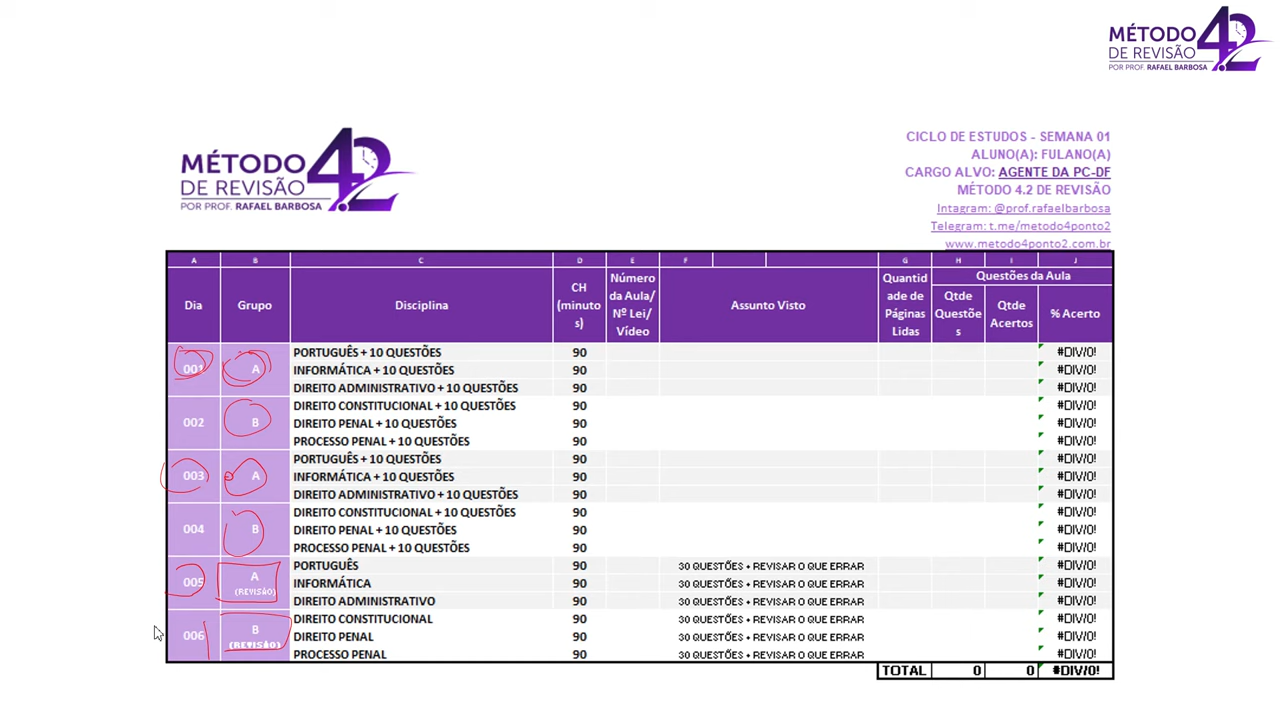 MÉTODO 4.2
DE REVISÃO
POR PROF. RAFAEL BARBOSA
MÉTODO 4.2
DE REVISÃO
POR PROF. RAFAEL BARBOSA
CICLO DE ESTUDOS - SEMANA 01
ALUNO(A): FULANO(A)
CARGO ALVO: AGENTE DA PC-DF
MÉTODO 4.2 DE REVISÃO
Intagram: @prof.rafaelbarbosa
Telegram: t.me/metodo4ponto2
www.metodo4ponto2.com.br
A B C D E F G H I J
Dia Grupo Disciplina CH (minutos) Número da Aula/ Nº Lei/ Vídeo Assunto Visto Quantidade de Páginas Lidas Questões da Aula
Qtde Questões Qtde Acertos % Acerto
001 A PORTUGUÊS + 10 QUESTÕES 90 #DIV/0!
INFORMÁTICA + 10 QUESTÕES 90 #DIV/0!
DIREITO ADMINISTRATIVO + 10 QUESTÕES 90 #DIV/0!
002 B DIREITO CONSTITUCIONAL + 10 QUESTÕES 90 #DIV/0!
DIREITO PENAL + 10 QUESTÕES 90 #DIV/0!
PROCESSO PENAL + 10 QUESTÕES 90 #DIV/0!
003 A PORTUGUÊS + 10 QUESTÕES 90 #DIV/0!
INFORMÁTICA + 10 QUESTÕES 90 #DIV/0!
DIREITO ADMINISTRATIVO + 10 QUESTÕES 90 #DIV/0!
004 B DIREITO CONSTITUCIONAL + 10 QUESTÕES 90 #DIV/0!
DIREITO PENAL + 10 QUESTÕES 90 #DIV/0!
PROCESSO PENAL + 10 QUESTÕES 90 #DIV/0!
005 A (REVISÃO) PORTUGUÊS 90 30 QUESTÕES + REVISAR O QUE ERRAR #DIV/0!
INFORMÁTICA 90 30 QUESTÕES + REVISAR O QUE ERRAR #DIV/0!
DIREITO ADMINISTRATIVO 90 30 QUESTÕES + REVISAR O QUE ERRAR #DIV/0!
006 B (REVISÃO) DIREITO CONSTITUCIONAL 90 30 QUESTÕES + REVISAR O QUE ERRAR #DIV/0!
DIREITO PENAL 90 30 QUESTÕES + REVISAR O QUE ERRAR #DIV/0!
PROCESSO PENAL 90 30 QUESTÕES + REVISAR O QUE ERRAR #DIV/0!
TOTAL 0 0 #DIV/0!